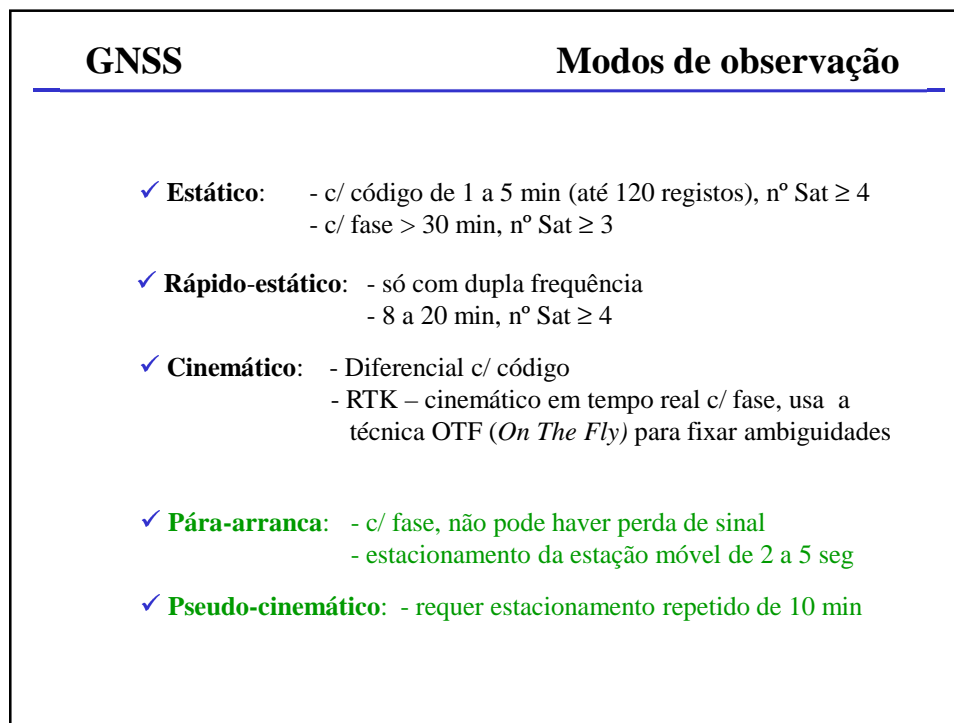 GNSS Modos de observação
✓ Estático: - c/ código de 1 a 5 min (até 120 registos), nº Sat ≥ 4
- c/ fase > 30 min, nº Sat ≥ 3
✓ Rápido-estático: - só com dupla frequência
- 8 a 20 min, nº Sat ≥ 4
✓ Cinemático: - Diferencial c/ código
- RTK – cinemático em tempo real c/ fase, usa a
técnica OTF (On The Fly) para fixar ambiguidades
✓ Pára-arranca: - c/ fase, não pode haver perda de sinal
- estacionamento da estação móvel de 2 a 5 seg
✓ Pseudo-cinemático: - requer estacionamento repetido de 10 min